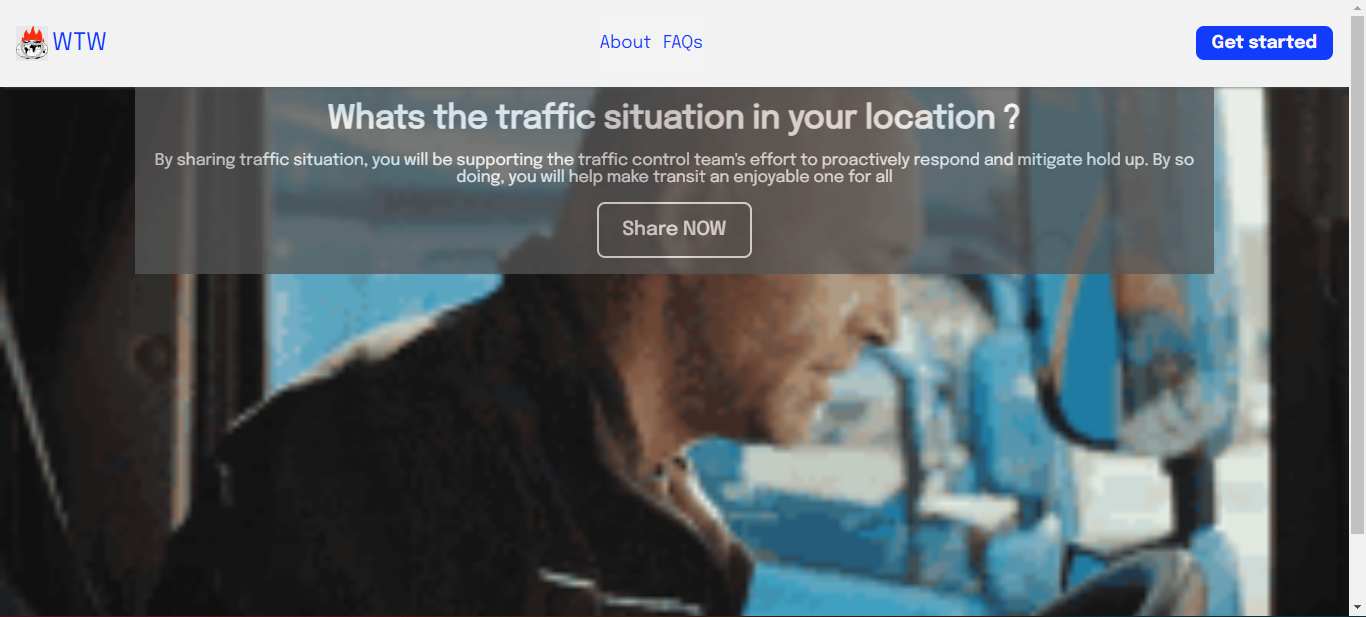 WTW
About FAQs
Get started
Whats the traffic situation in your location ?
By sharing traffic situation, you will be supporting the traffic control team's effort to proactively respond and mitigate hold up. By so
doing, you will help make transit an enjoyable one for all
Share NOW